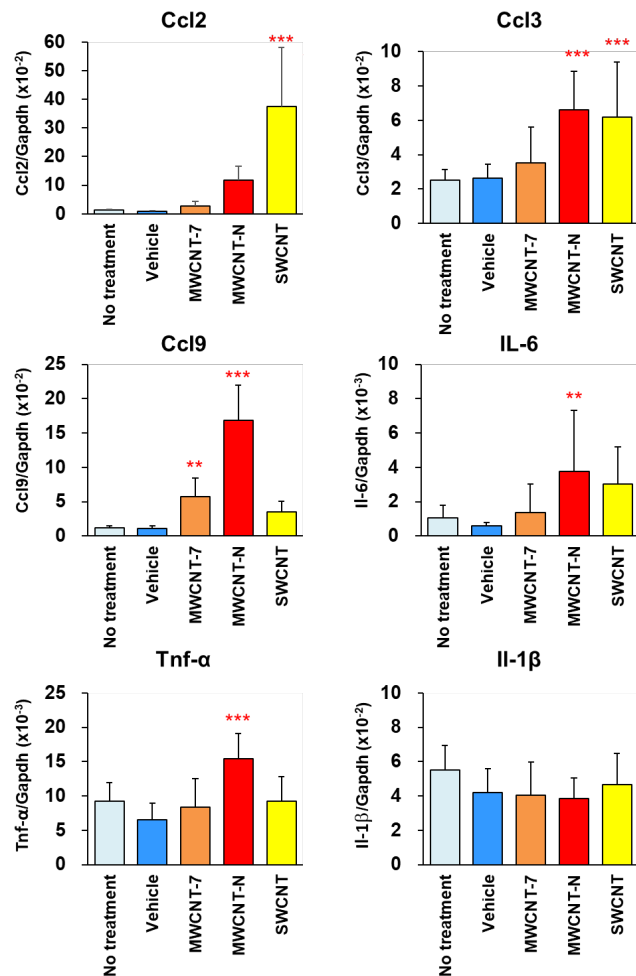 Ccl2
Ccl2/Gapdh (x10⁻²)
60
50
40
30
20
10
0
***
No treatment
Vehicle
MWCNT-7
MWCNT-N
SWCNT
Ccl3
Ccl3/Gapdh (x10⁻²)
10
8
6
4
2
0
***
***
No treatment
Vehicle
MWCNT-7
MWCNT-N
SWCNT
Ccl9
Ccl9/Gapdh (x10⁻²)
25
20
15
10
5
0
**
***
No treatment
Vehicle
MWCNT-7
MWCNT-N
SWCNT
IL-6
Il-6/Gapdh (x10⁻³)
10
8
6
4
2
0
**
No treatment
Vehicle
MWCNT-7
MWCNT-N
SWCNT
Tnf-α
Tnf-α/Gapdh (x10⁻³)
25
20
15
10
5
0
***
No treatment
Vehicle
MWCNT-7
MWCNT-N
SWCNT
Il-1β
Il-1β/Gapdh (x10⁻²)
10
8
6
4
2
0
No treatment
Vehicle
MWCNT-7
MWCNT-N
SWCNT